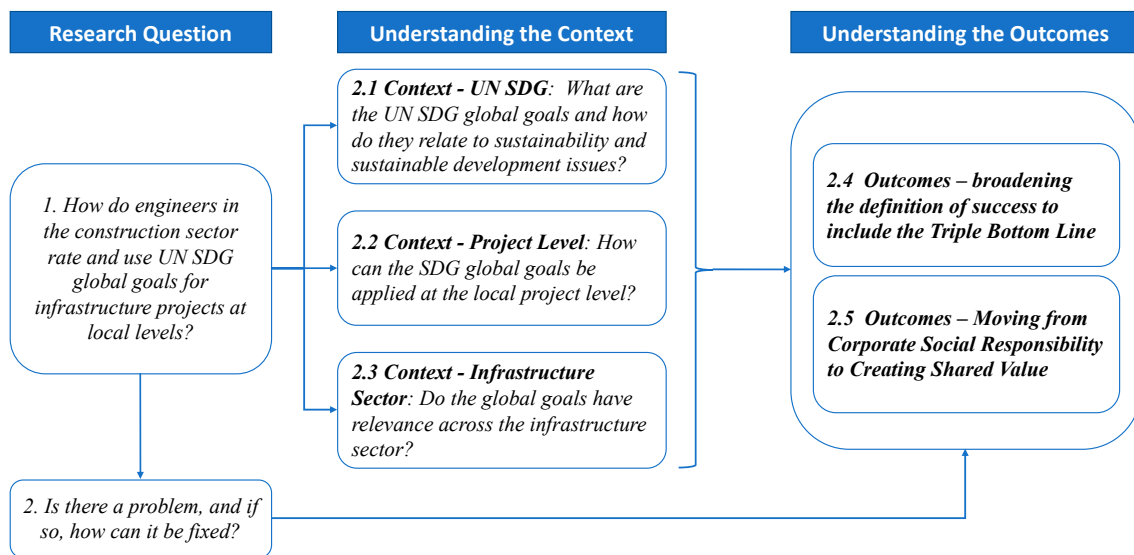 Research Question
Understanding the Context
Understanding the Outcomes
1. How do engineers in
the construction sector
rate and use UN SDG
global goals for
infrastructure projects at
local levels?
2. Is there a problem, and if
so, how can it be fixed?
2.1 Context - UN SDG: What are
the UN SDG global goals and how
do they relate to sustainability and
sustainable development issues?
2.2 Context - Project Level: How
can the SDG global goals be
applied at the local project level?
2.3 Context - Infrastructure
Sector: Do the global goals have
relevance across the infrastructure
sector?
2.4 Outcomes – broadening
the definition of success to
include the Triple Bottom Line
2.5 Outcomes – Moving from
Corporate Social Responsibility
to Creating Shared Value